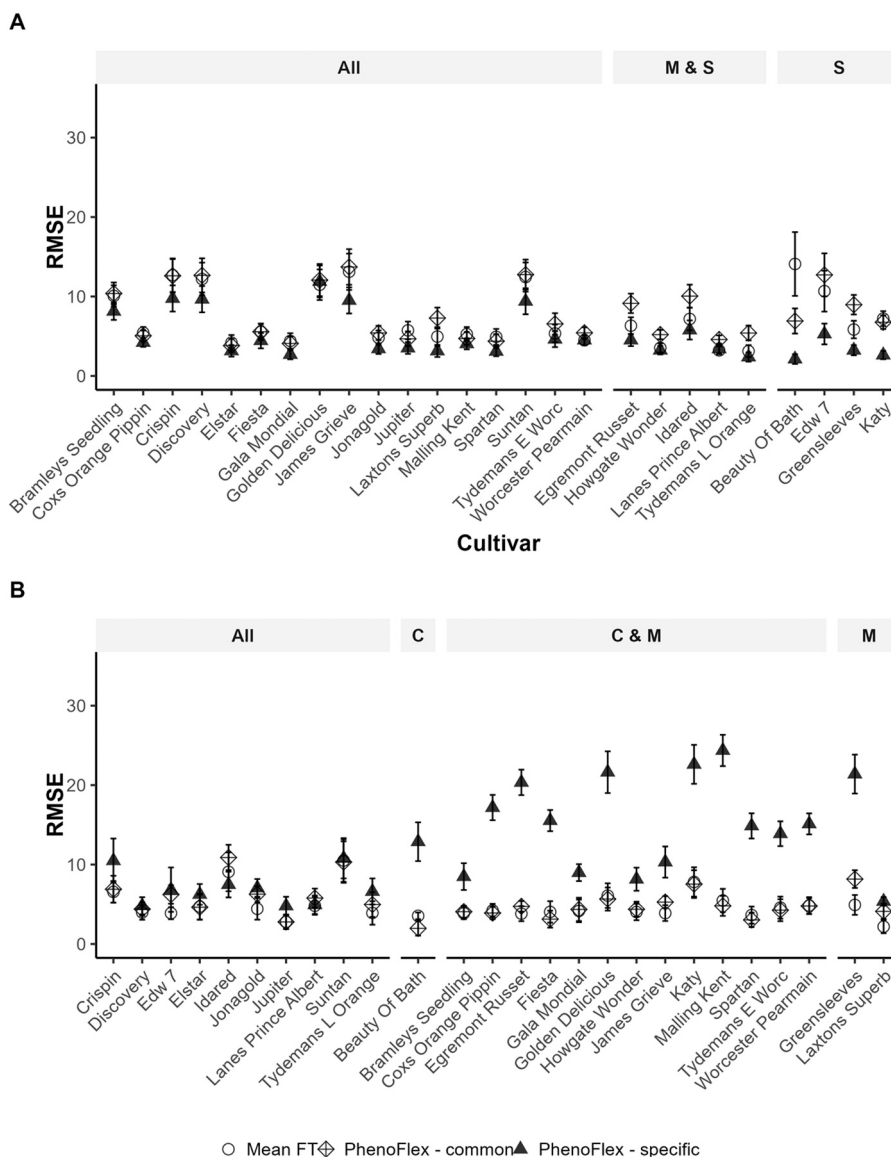 A
All
M & S
S
RMSE
30
20
10
0
Bramleys Seedling
Coxs Orange Pippin
Crispin
Discovery
Elstar
Fiesta
Gala Mondial
Golden Delicious
James Grieve
Jonagold
Jupiter
Laxtons Superb
Malling Kent
Spartan
Suntan
Tydemans E Worc
Worcester Pearmain
Egremont Russet
Howgate Wonder
Idared
Lanes Prince Albert
Tydemans L Orange
Beauty Of Bath
Edw 7
Greensleeves
Katy
Cultivar
B
All
C
C & M
M
RMSE
30
20
10
0
Crispin
Discovery
Edw 7
Elstar
Idared
Jonagold
Jupiter
Lanes Prince Albert
Suntan
Tydemans L Orange
Beauty Of Bath
Bramleys Seedling
Coxs Orange Pippin
Egremont Russet
Fiesta
Gala Mondial
Golden Delicious
Howgate Wonder
James Grieve
Katy
Malling Kent
Spartan
Tydemans E Worc
Worcester Pearmain
Greensleeves
Laxtons Superb
Mean FT PhenoFlex - common PhenoFlex - specific